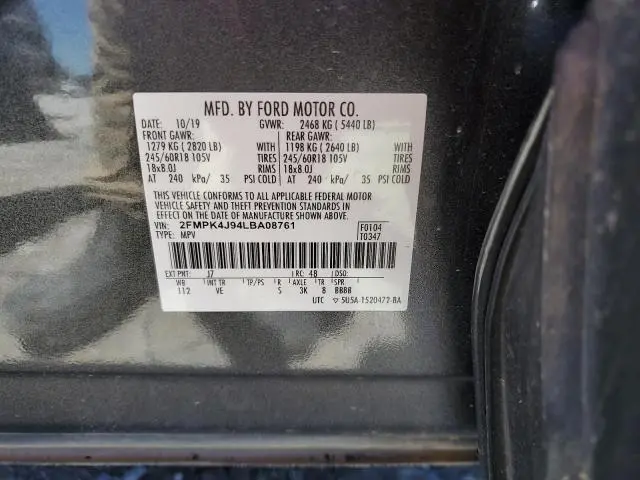 MFD. BY FORD MOTOR CO.
DATE: 10/19 GVWR: 2468 KG ( 5440 LB)
FRONT GAWR: REAR GAWR:
1279 KG ( 2820 LB) WITH 1198 KG ( 2640 LB) WITH
245/60R18 105V TIRES 245/60R18 105V TIRES
18x8.0J RIMS 18x8.0J RIMS
AT 240 kPa/ 35 PSI COLD AT 240 kPa/ 35 PSI COLD
THIS VEHICLE CONFORMS TO ALL APPLICABLE FEDERAL MOTOR
VEHICLE SAFETY AND THEFT PREVENTION STANDARDS IN
EFFECT ON THE DATE OF MANUFACTURE SHOWN ABOVE.
VIN: 2FMPK4J94LBA08761 F0104
TYPE: MPV T0347
EXT PNT: J7 RC: 48 DSO:
WB INT TR TP/PS R AXLE TR SPR
112 VE S 3K 8 BBBB
UTC 5U5A-1520472-BA